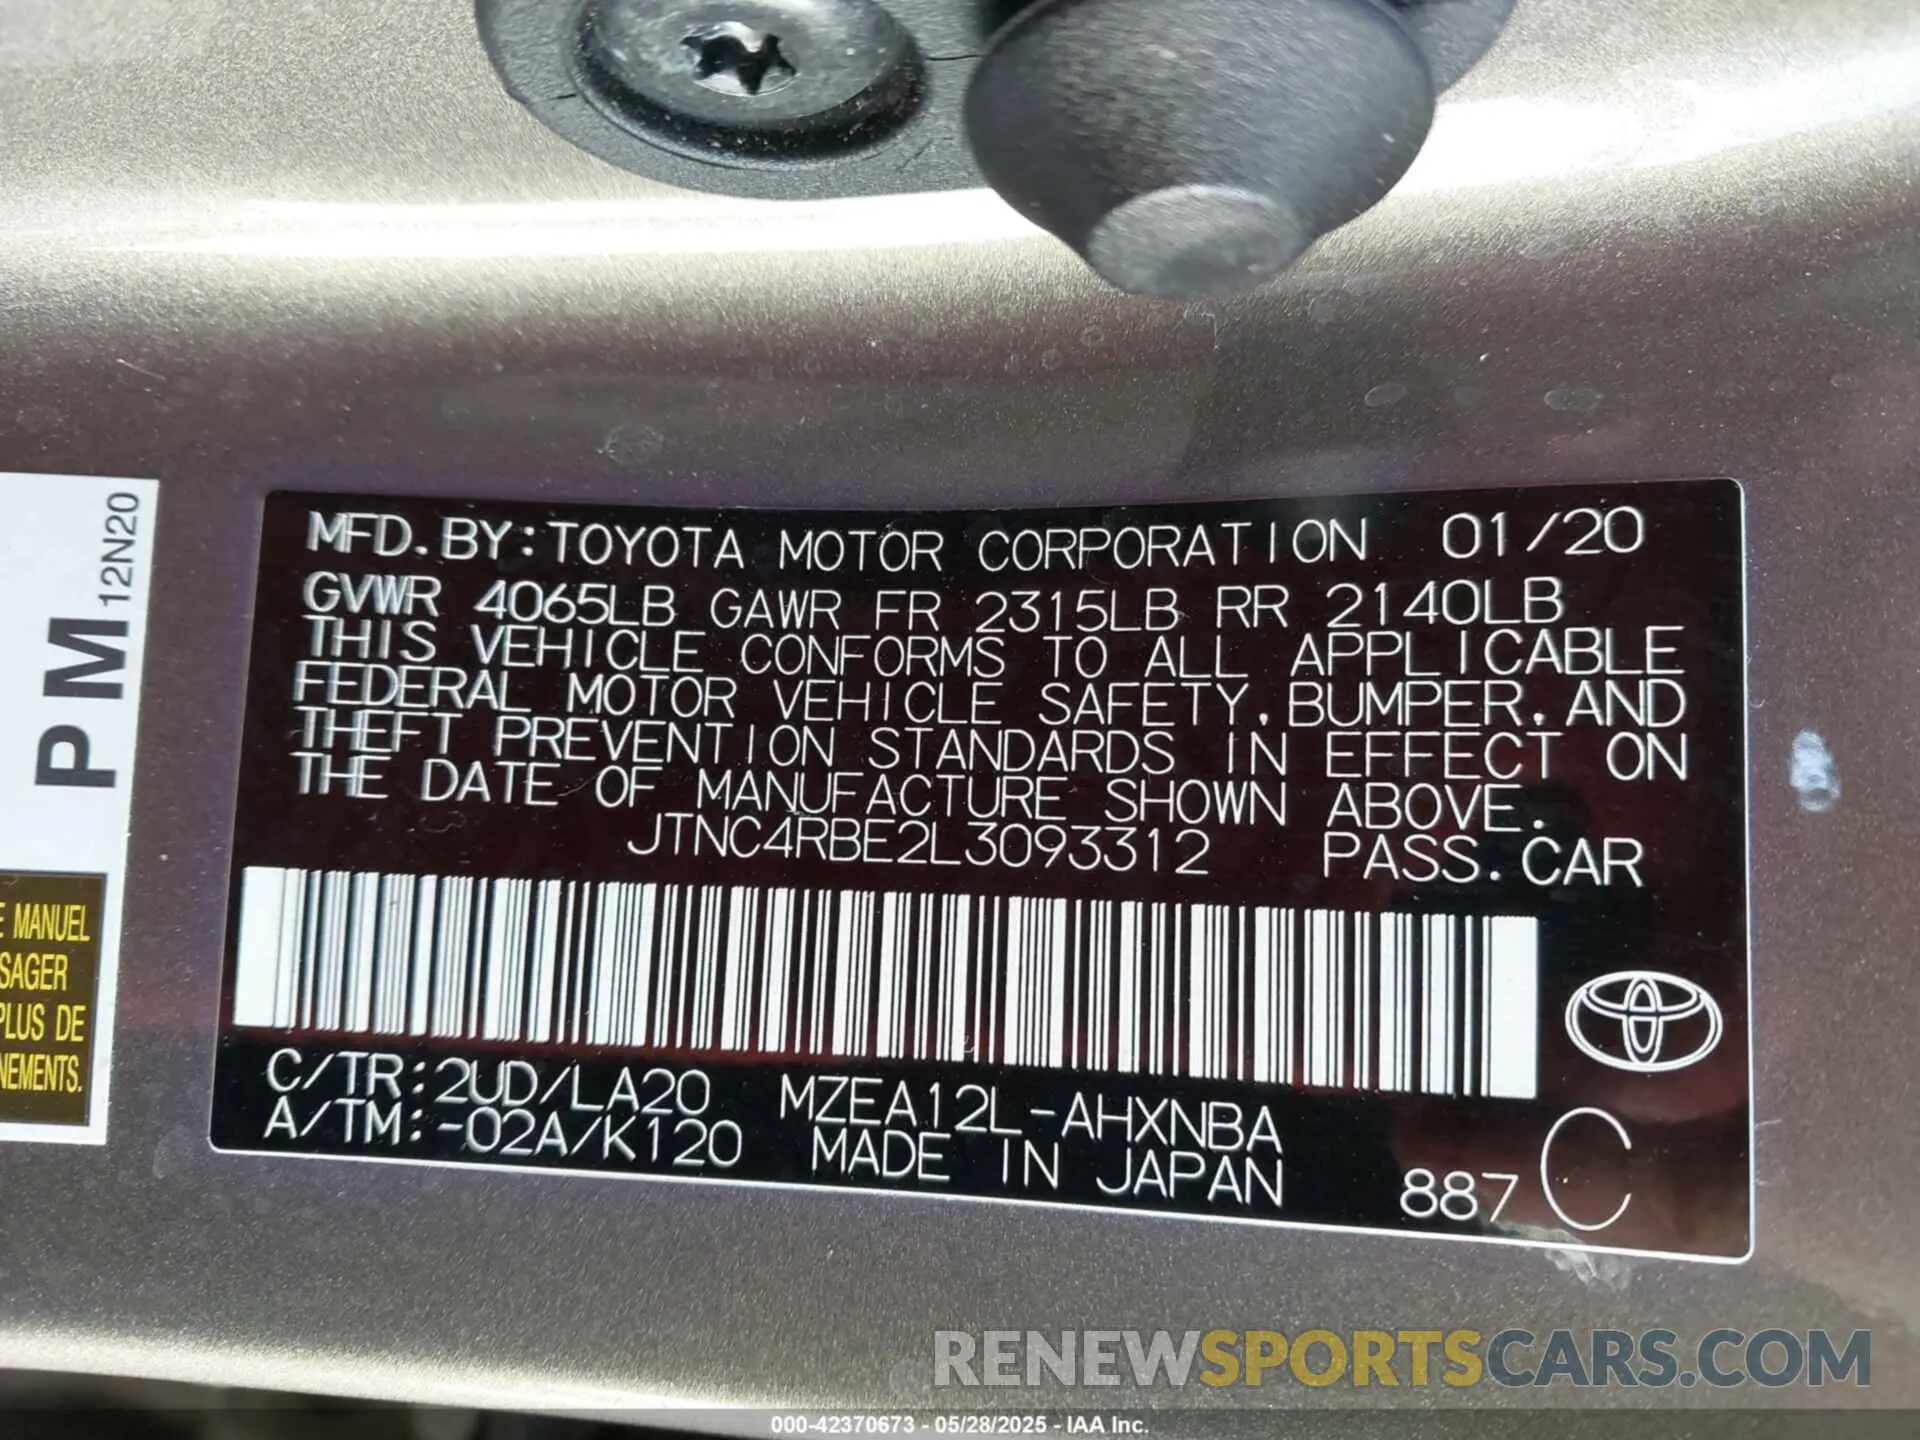 MFD. BY: TOYOTA MOTOR CORPORATION 01/20
GVWR 4065LB GAWR FR 2315LB RR 2140LB
THIS VEHICLE CONFORMS TO ALL APPLICABLE
FEDERAL MOTOR VEHICLE SAFETY, BUMPER, AND
THEFT PREVENTION STANDARDS IN EFFECT ON
THE DATE OF MANUFACTURE SHOWN ABOVE.
JTNC4RBE2L3093312 PASS. CAR
C/TR: 2UD/LA20 MZEA12L-AHXNBA
A/TM: -02A/K120 MADE IN JAPAN 887 C
PM 12N20
E MANUEL
SAGER
PLUS DE
NEMENTS.
RENEWSPORTSCARS.COM
000-42370673 - 05/28/2025 - IAA Inc.